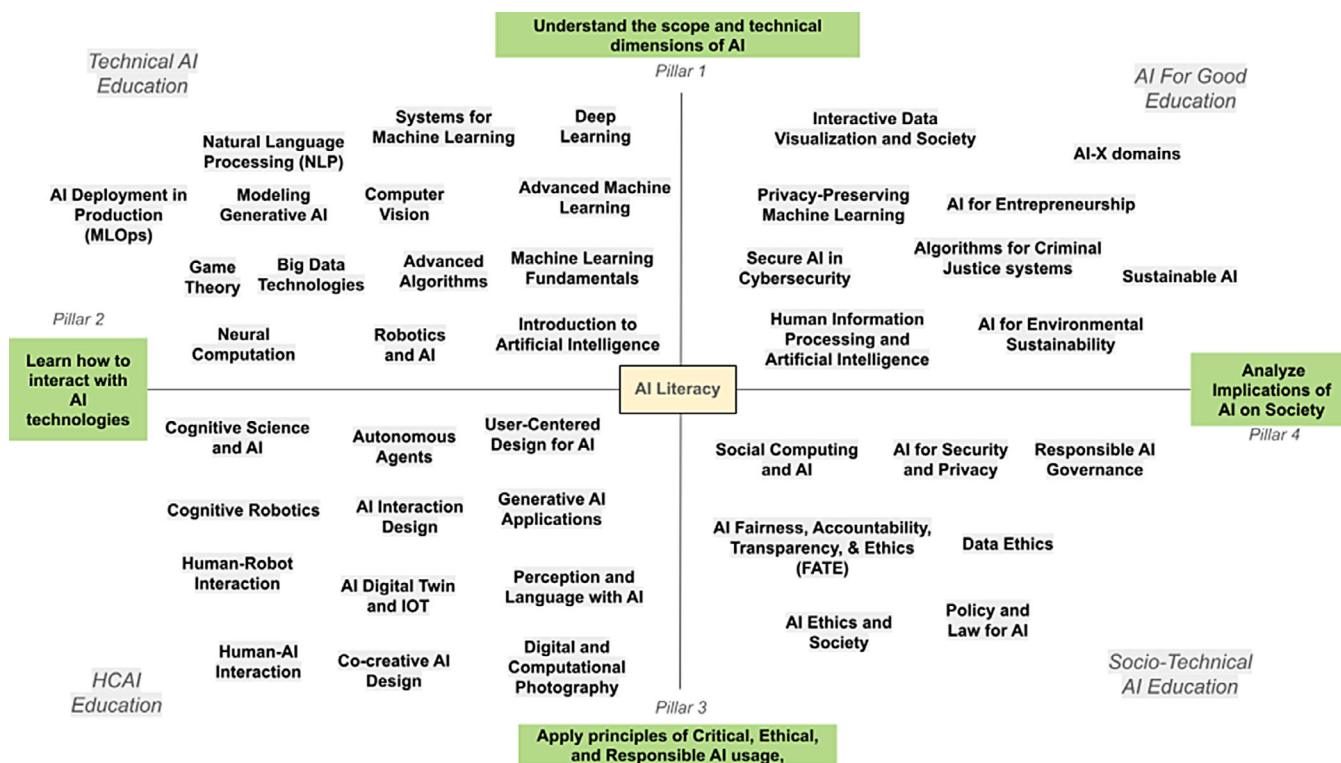 Understand the scope and technical
dimensions of AI
Pillar 1
Technical AI
Education
AI For Good
Education
Systems for
Machine Learning
Deep
Learning
Natural Language
Processing (NLP)
AI Deployment in
Production
(MLOps)
Modeling
Generative AI
Computer
Vision
Advanced Machine
Learning
Game
Theory
Big Data
Technologies
Advanced
Algorithms
Machine Learning
Fundamentals
Neural
Computation
Robotics
and AI
Introduction to
Artificial Intelligence
Interactive Data
Visualization and Society
AI-X domains
Privacy-Preserving
Machine Learning
AI for Entrepreneurship
Secure AI in
Cybersecurity
Algorithms for Criminal
Justice systems
Sustainable AI
Human Information
Processing and
Artificial Intelligence
AI for Environmental
Sustainability
Pillar 2
Learn how to
interact with
AI
technologies
AI Literacy
Analyze
Implications of
AI on Society
Pillar 4
Cognitive Science
and AI
Autonomous
Agents
User-Centered
Design for AI
Cognitive Robotics
AI Interaction
Design
Generative AI
Applications
Human-Robot
Interaction
AI Digital Twin
and IOT
Perception and
Language with AI
Human-AI
Interaction
Co-creative AI
Design
Digital and
Computational
Photography
HCAI
Education
Social Computing
and AI
AI for Security
and Privacy
Responsible AI
Governance
AI Fairness, Accountability,
Transparency, & Ethics
(FATE)
Data Ethics
AI Ethics and
Society
Policy and
Law for AI
Socio-Technical
AI Education
Pillar 3
Apply principles of Critical, Ethical,
and Responsible AI usage,